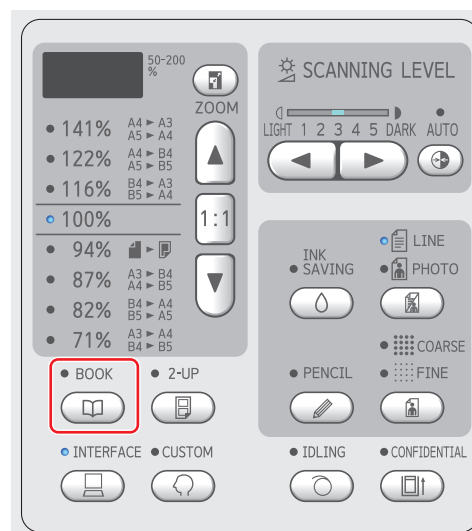 50-200
%
ZOOM
141% A4 ► A3
A5 ► A4
122% A4 ► B4
A5 ► B5
116% B4 ► A3
B5 ► A4
100%
1:1
94%
87% A3 ► B4
A4 ► B5
82% B4 ► A4
B5 ► A5
71% A3 ► A4
B4 ► B5
SCANNING LEVEL
LIGHT 1 2 3 4 5 DARK AUTO
INK
SAVING
LINE
PHOTO
COARSE
PENCIL
FINE
BOOK
2-UP
INTERFACE
CUSTOM
IDLING
CONFIDENTIAL